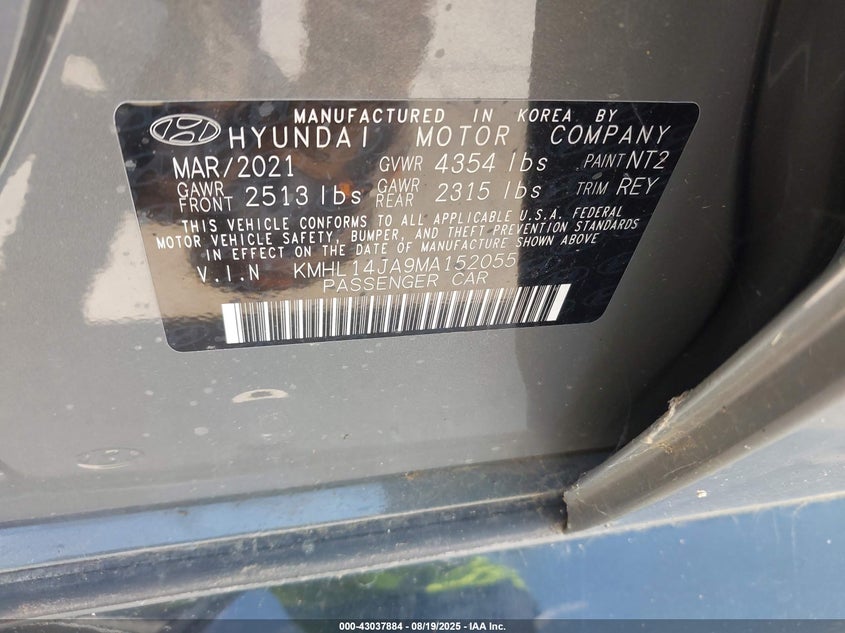 MANUFACTURED IN KOREA BY
HYUNDAI MOTOR COMPANY
MAR/2021 GVWR 4354 lbs PAINT NT2
GAWR FRONT 2513 lbs GAWR REAR 2315 lbs TRIM REY
THIS VEHICLE CONFORMS TO ALL APPLICABLE U.S.A. FEDERAL
MOTOR VEHICLE SAFETY, BUMPER, AND THEFT PREVENTION STANDARDS
IN EFFECT ON THE DATE OF MANUFACTURE SHOWN ABOVE
V.I.N KMHL14JA9MA152055
PASSENGER CAR
000-43037884 - 08/19/2025 - IAA Inc.